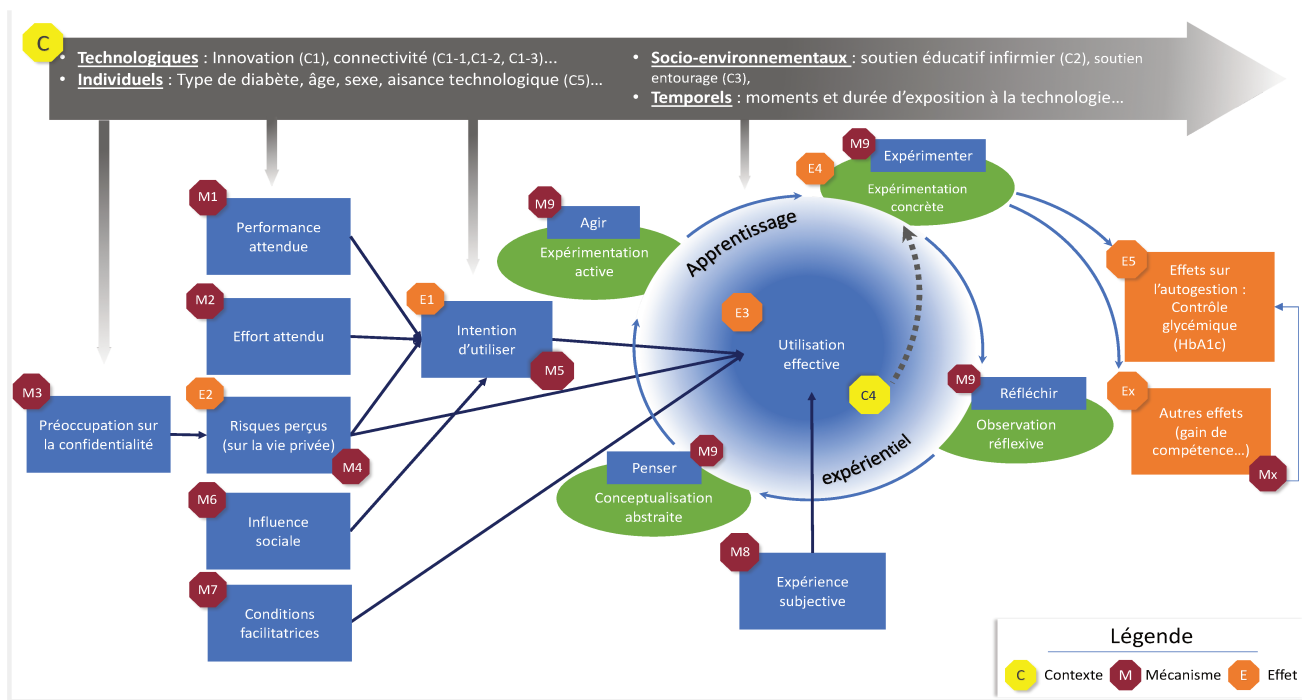 C
• Technologiques : Innovation (C1), connectivité (C1-1,C1-2, C1-3)...
• Individuels : Type de diabète, âge, sexe, aisance technologique (C5)...
• Socio-environnementaux : soutien éducatif infirmier (C2), soutien
entourage (C3),
• Temporels : moments et durée d'exposition à la technologie...
M1
Performance
attendue
M2
Effort attendu
M3
Préoccupation sur
la confidentialité
E2
Risques perçus
(sur la vie privée)
M4
M6
Influence
sociale
M7
Conditions
facilitatrices
E1
Intention
d'utiliser
M5
M9
Agir
Expérimentation
active
E4
M9
Expérimenter
Expérimentation
concrète
Apprentissage
E3
Utilisation
effective
C4
expérientiel
M9
Réfléchir
Observation
réflexive
Penser
M9
Conceptualisation
abstraite
M8
Expérience
subjective
E5
Effets sur
l'autogestion :
Contrôle
glycémique
(HbA1c)
Ex
Autres effets
(gain de
compétence...)
Mx
Légende
C Contexte M Mécanisme E Effet